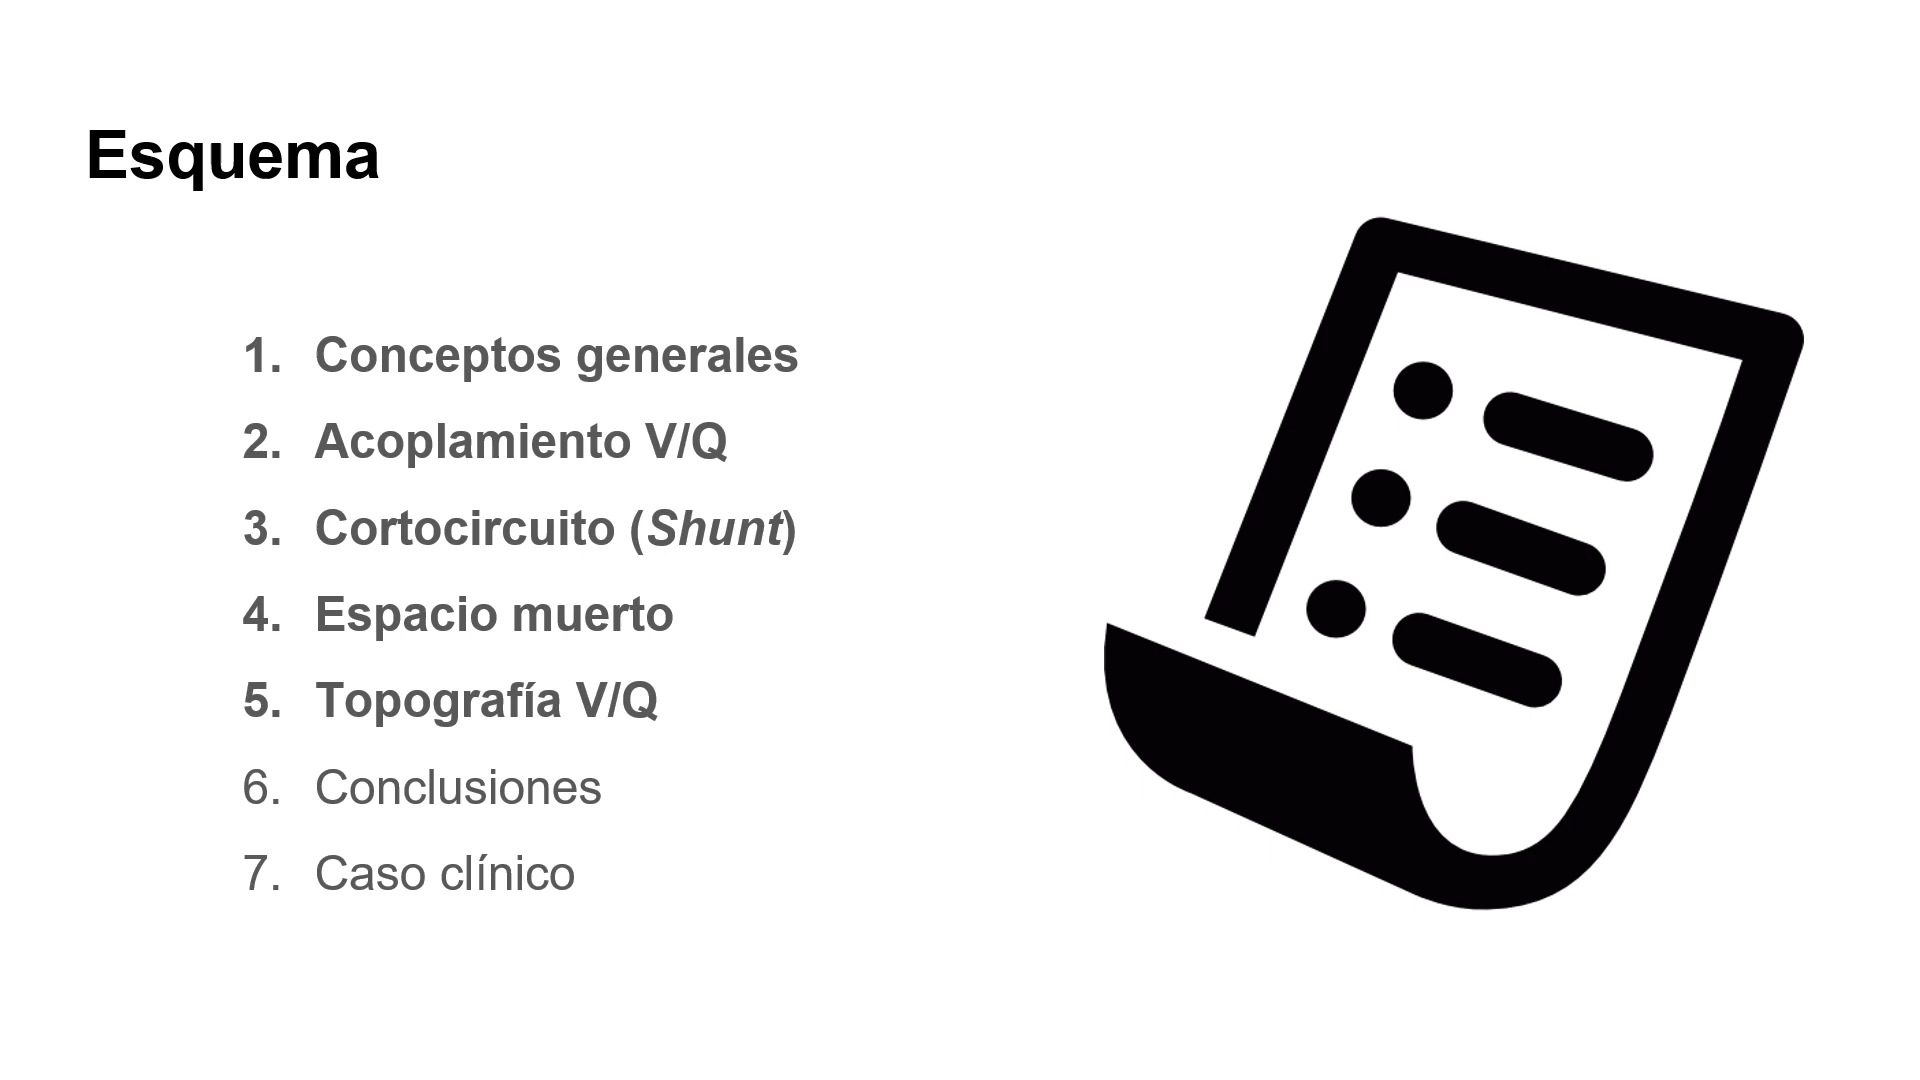 Esquema
1. Conceptos generales
2. Acoplamiento V/Q
3. Cortocircuito (Shunt)
4. Espacio muerto
5. Topografía V/Q
6. Conclusiones
7. Caso clínico